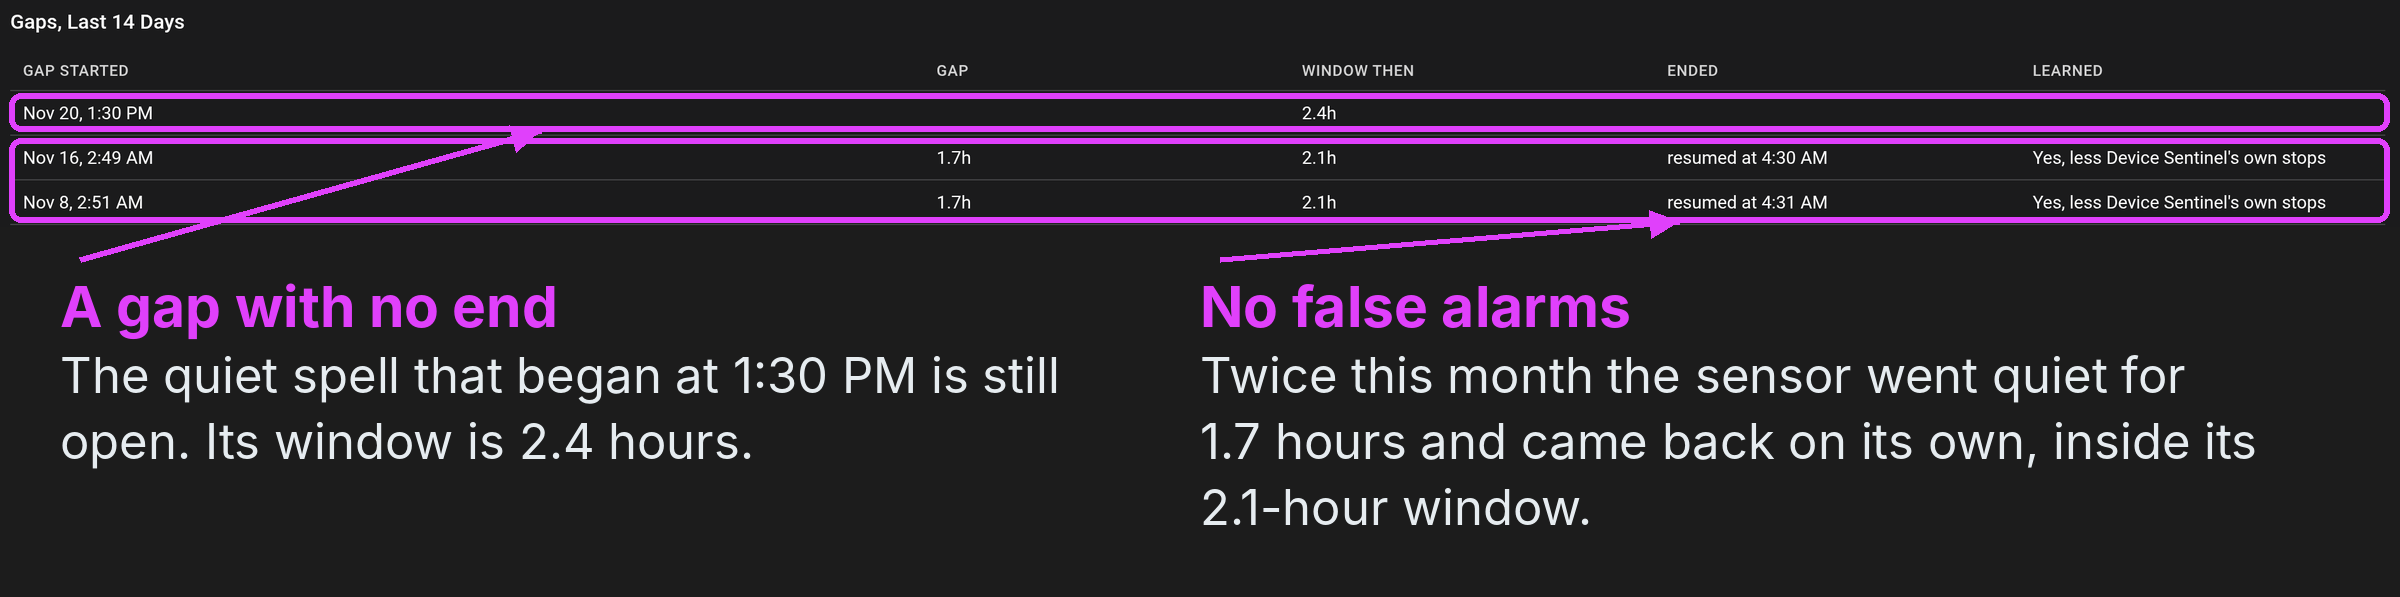 Gaps, Last 14 Days
GAP STARTED GAP WINDOW THEN ENDED LEARNED
Nov 20, 1:30 PM 2.4h
Nov 16, 2:49 AM 1.7h 2.1h resumed at 4:30 AM Yes, less Device Sentinel's own stops
Nov 8, 2:51 AM 1.7h 2.1h resumed at 4:31 AM Yes, less Device Sentinel's own stops
A gap with no end
The quiet spell that began at 1:30 PM is still
open. Its window is 2.4 hours.
No false alarms
Twice this month the sensor went quiet for
1.7 hours and came back on its own, inside its
2.1-hour window.